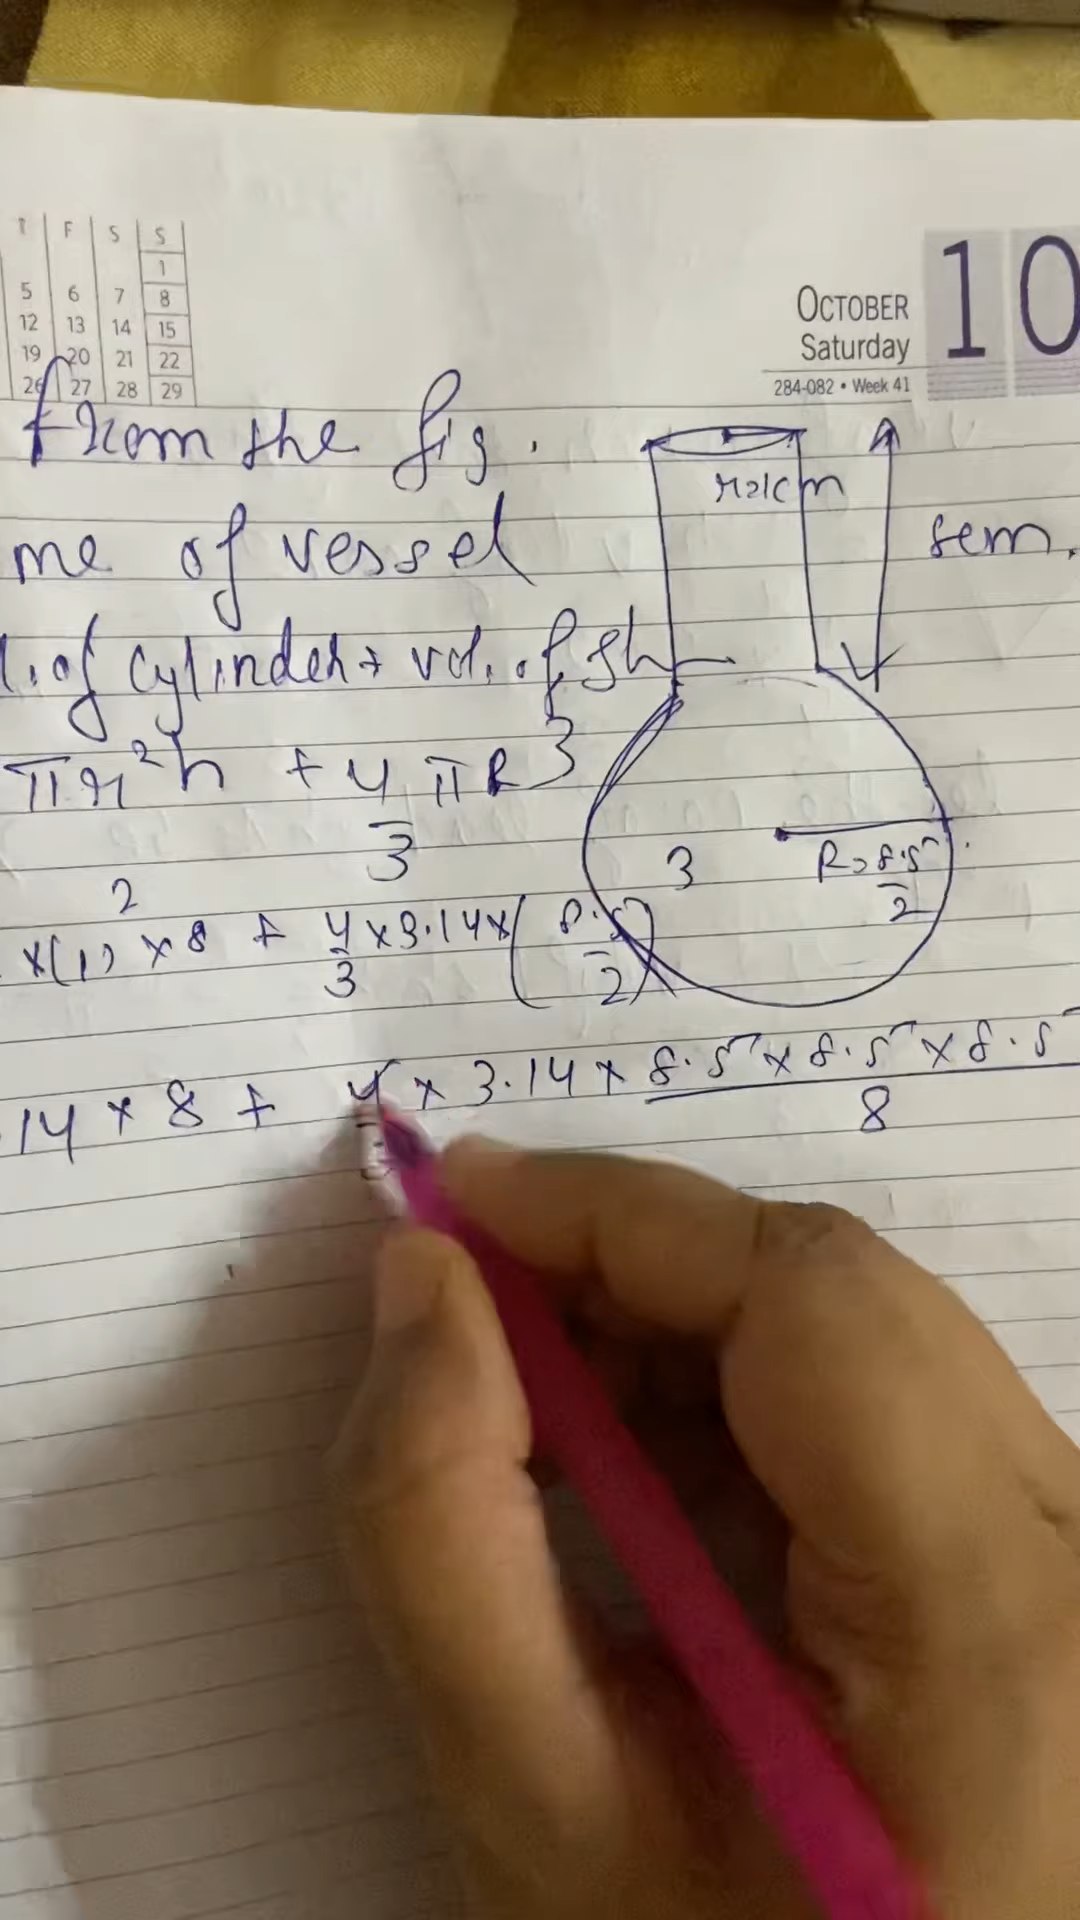 T F S S
1
5 6 7 8
12 13 14 15
19 20 21 22
26 27 28 29
OCTOBER
Saturday
284-082 • Week 41
10
from the fig.
r=1cm
8cm.
me of vessel
l. of cylinder + vol. of
πr²h + 4/3 πR³
R=8.5/2
×(1)² × 8 + 4/3 × 3.14 × (8.5/2)³
14 × 8 + 4/3 × 3.14 × 8.5 × 8.5 × 8.5 / 8